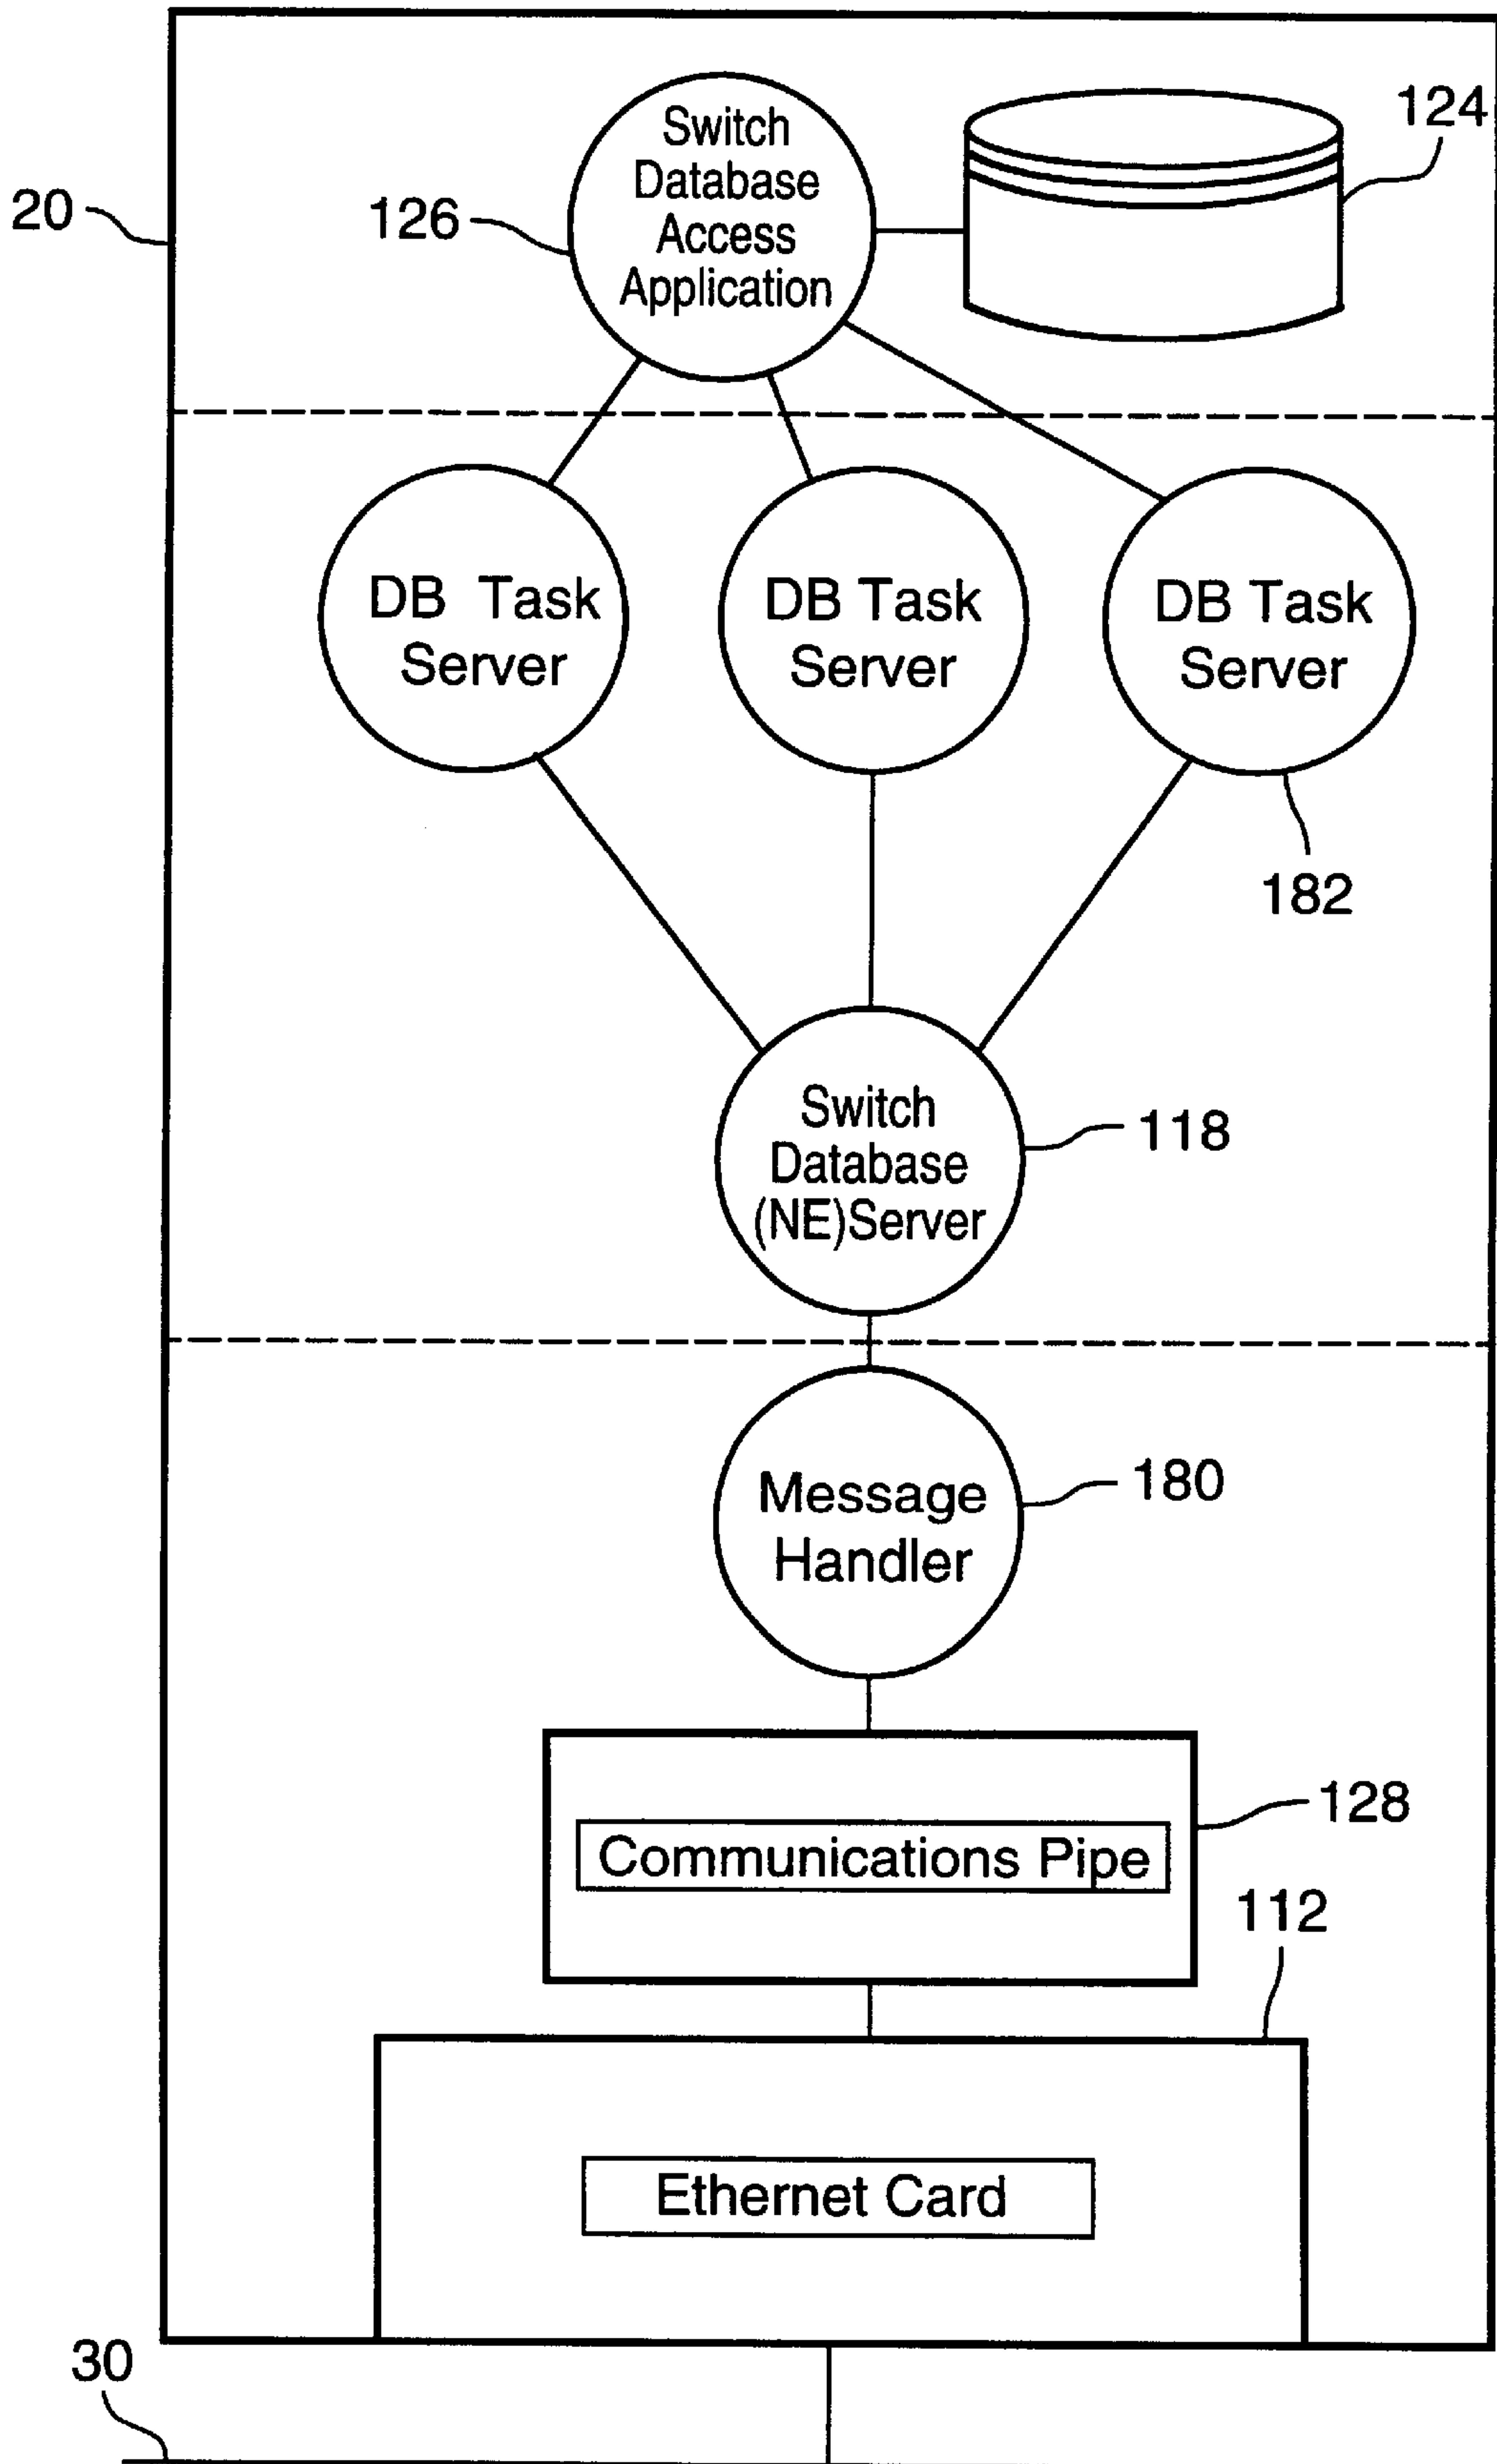 124
20
126
Switch
Database
Access
Application
DB Task
Server
DB Task
Server
DB Task
Server
182
Switch
Database
(NE)Server
118
Message
Handler
180
Communications Pipe
128
112
Ethernet Card
30